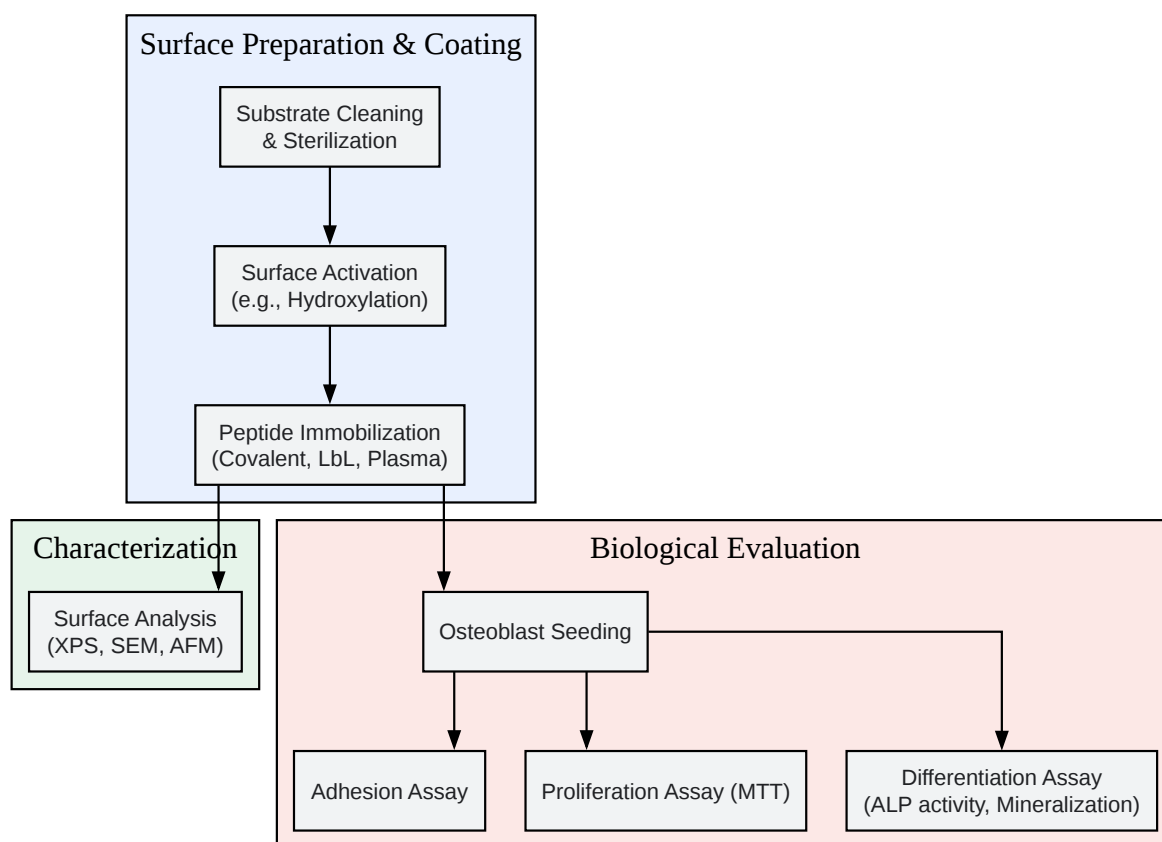 Surface Preparation & Coating
Substrate Cleaning
& Sterilization
Surface Activation
(e.g., Hydroxylation)
Peptide Immobilization
(Covalent, LbL, Plasma)
Characterization
Surface Analysis
(XPS, SEM, AFM)
Biological Evaluation
Osteoblast Seeding
Adhesion Assay
Proliferation Assay (MTT)
Differentiation Assay
(ALP activity, Mineralization)